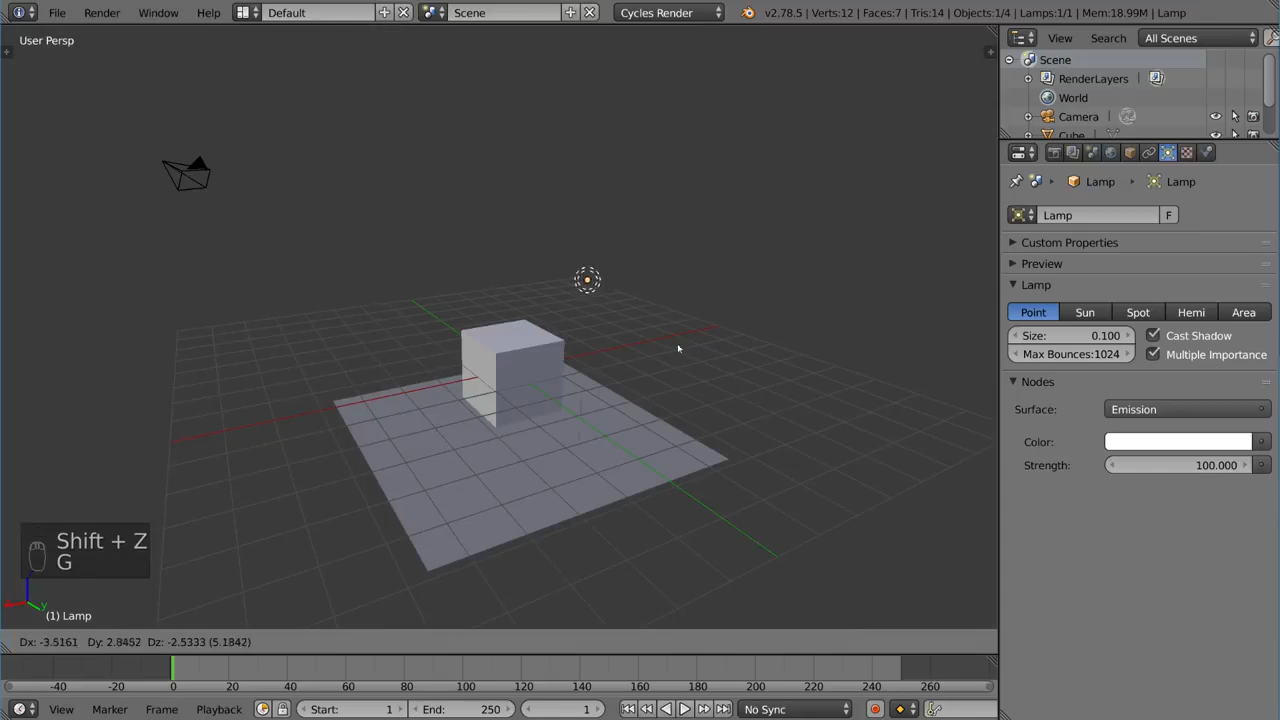 File Render Window Help Default Scene Cycles Render v2.78.5 | Verts:12 | Faces:7 | Tris:14 | Objects:1/4 | Lamps:1/1 | Mem:18.99M | Lamp
User Persp
View Search All Scenes
Scene
RenderLayers
World
Camera
Cube
Lamp Lamp
Lamp F
Custom Properties
Preview
Lamp
Point Sun Spot Hemi Area
Size: 0.100 Cast Shadow
Max Bounces:1024 Multiple Importance
Nodes
Surface: Emission
Color:
Strength: 100.000
Shift + Z
G
y
(1) Lamp
Dx: -3.5161 Dy: 2.8452 Dz: -2.5333 (5.1842)
-40 -20 0 20 40 60 80 100 120 140 160 180 200 220 240 260
View Marker Frame Playback Start: 1 End: 250 1 No Sync